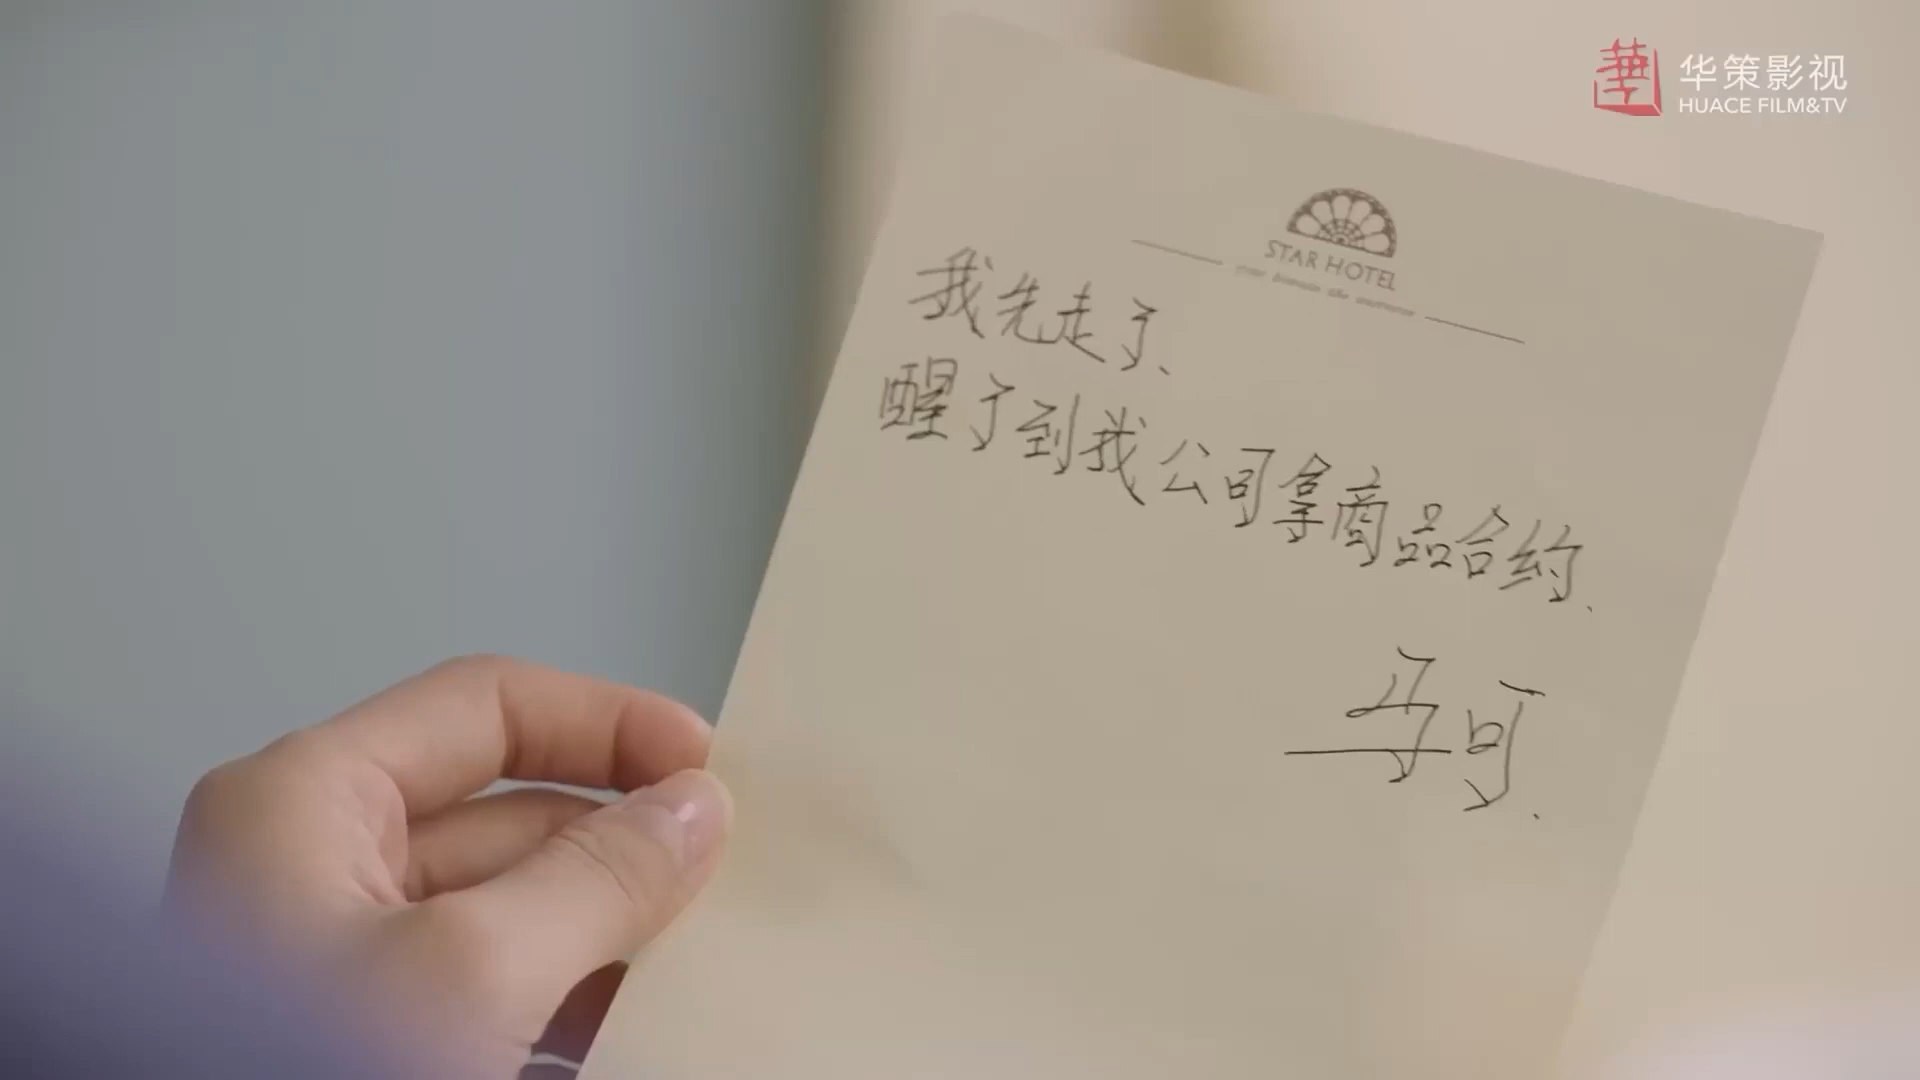 華
华策影视
HUACE FILM&TV
STAR HOTEL
我先走了、
醒了到我公司拿商品合约、
马可.